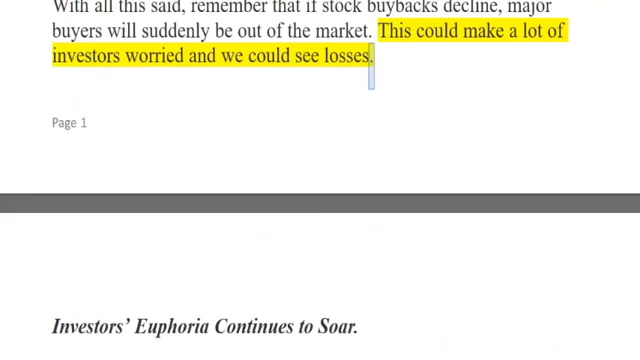 With all this said, remember that if stock buybacks decline, major
buyers will suddenly be out of the market. This could make a lot of
investors worried and we could see losses.
Page 1
Investors' Euphoria Continues to Soar.